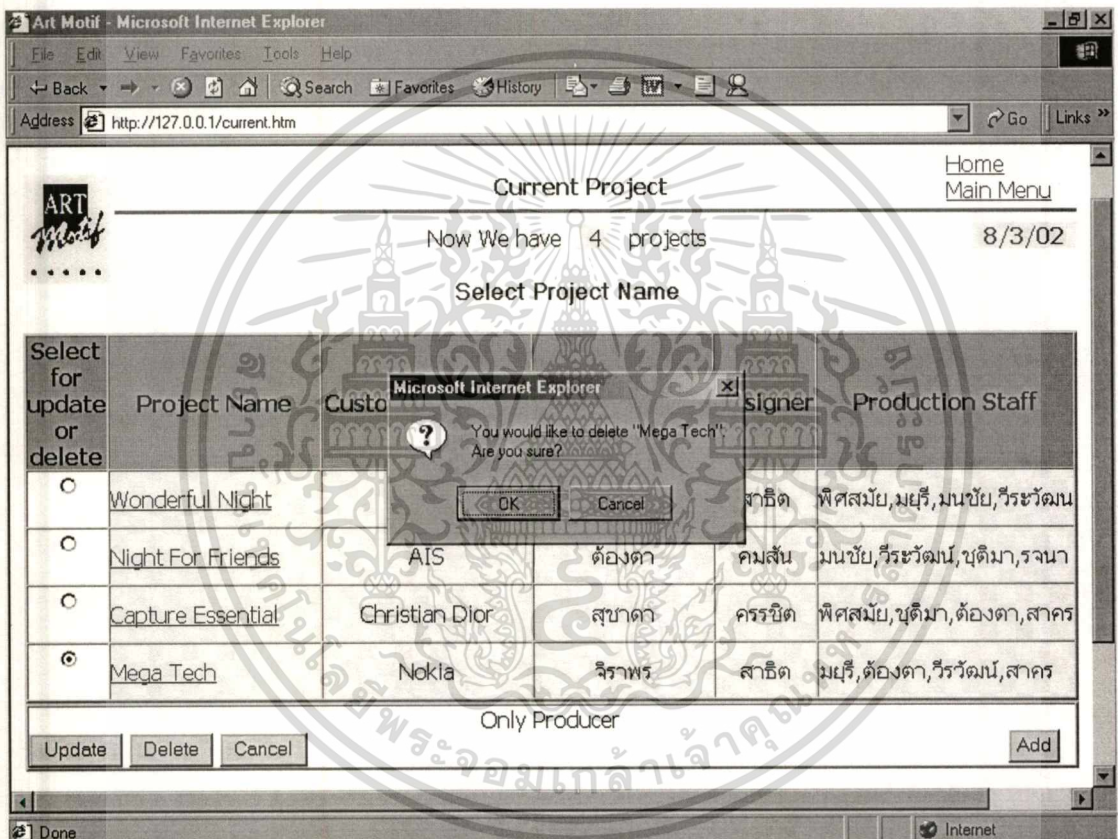 Art Motif - Microsoft Internet Explorer
File Edit View Favorites Tools Help
Back Search Favorites History
Address http://127.0.0.1/current.htm Go Links »
ART Motif
Current Project
Home
Main Menu
Now We have 4 projects
8/3/02
Select Project Name
Select for update or delete Project Name Custo signer Production Staff
Microsoft Internet Explorer
You would like to delete "Mega Tech".
Are you sure?
OK Cancel
Wonderful Night สาธิต พิศสมัย,มยุรี,มนชัย,วีระวัฒน
Night For Friends AIS ต้องตา คมสัน มนชัย,วีระวัฒน์,ชุติมา,รจนา
Capture Essential Christian Dior สุชาดา ครรชิต พิศสมัย,ชุติมา,ต้องตา,สาคร
Mega Tech Nokia จิราพร สาธิต มยุรี,ต้องตา,วีรวัฒน์,สาคร
Only Producer
Update Delete Cancel Add
Done Internet